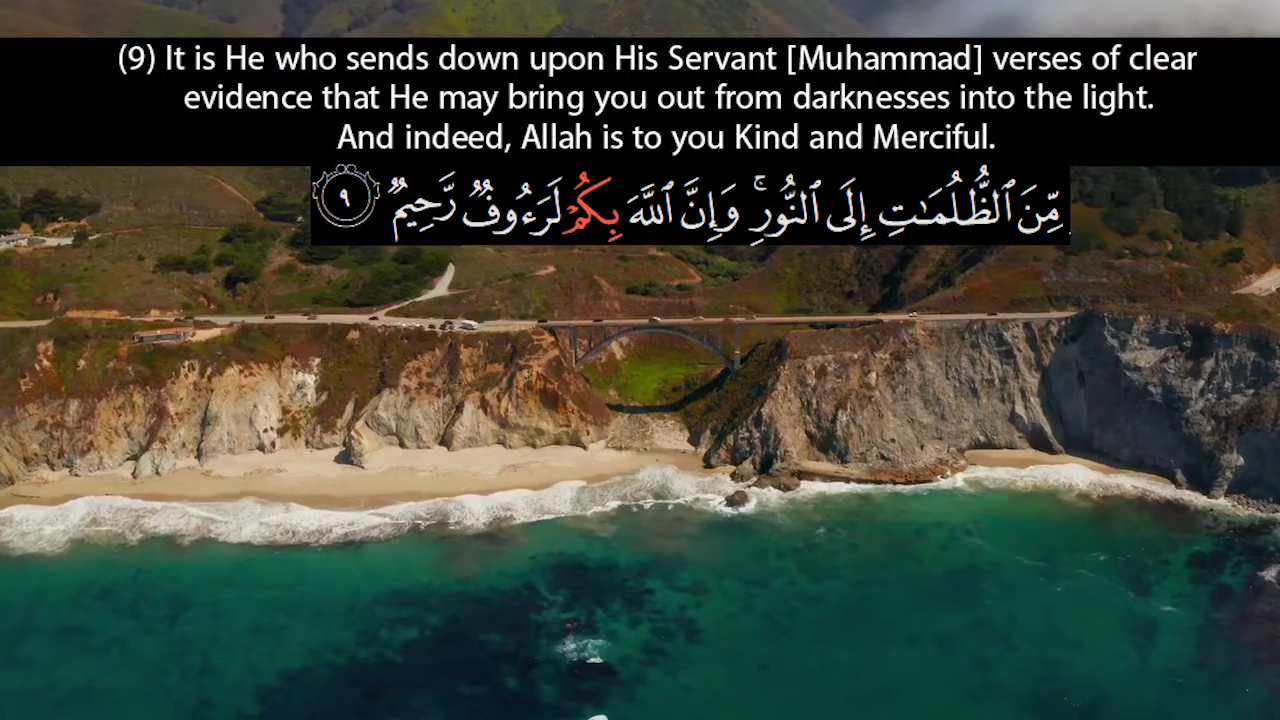 (9) It is He who sends down upon His Servant [Muhammad] verses of clear
evidence that He may bring you out from darknesses into the light.
And indeed, Allah is to you Kind and Merciful.
مِّنَ ٱلظُّلُمَـٰتِ إِلَى ٱلنُّورِ ۚ وَإِنَّ ٱللَّهَ بِكُمْ لَرَءُوفٌ رَّحِيمٌ ٩